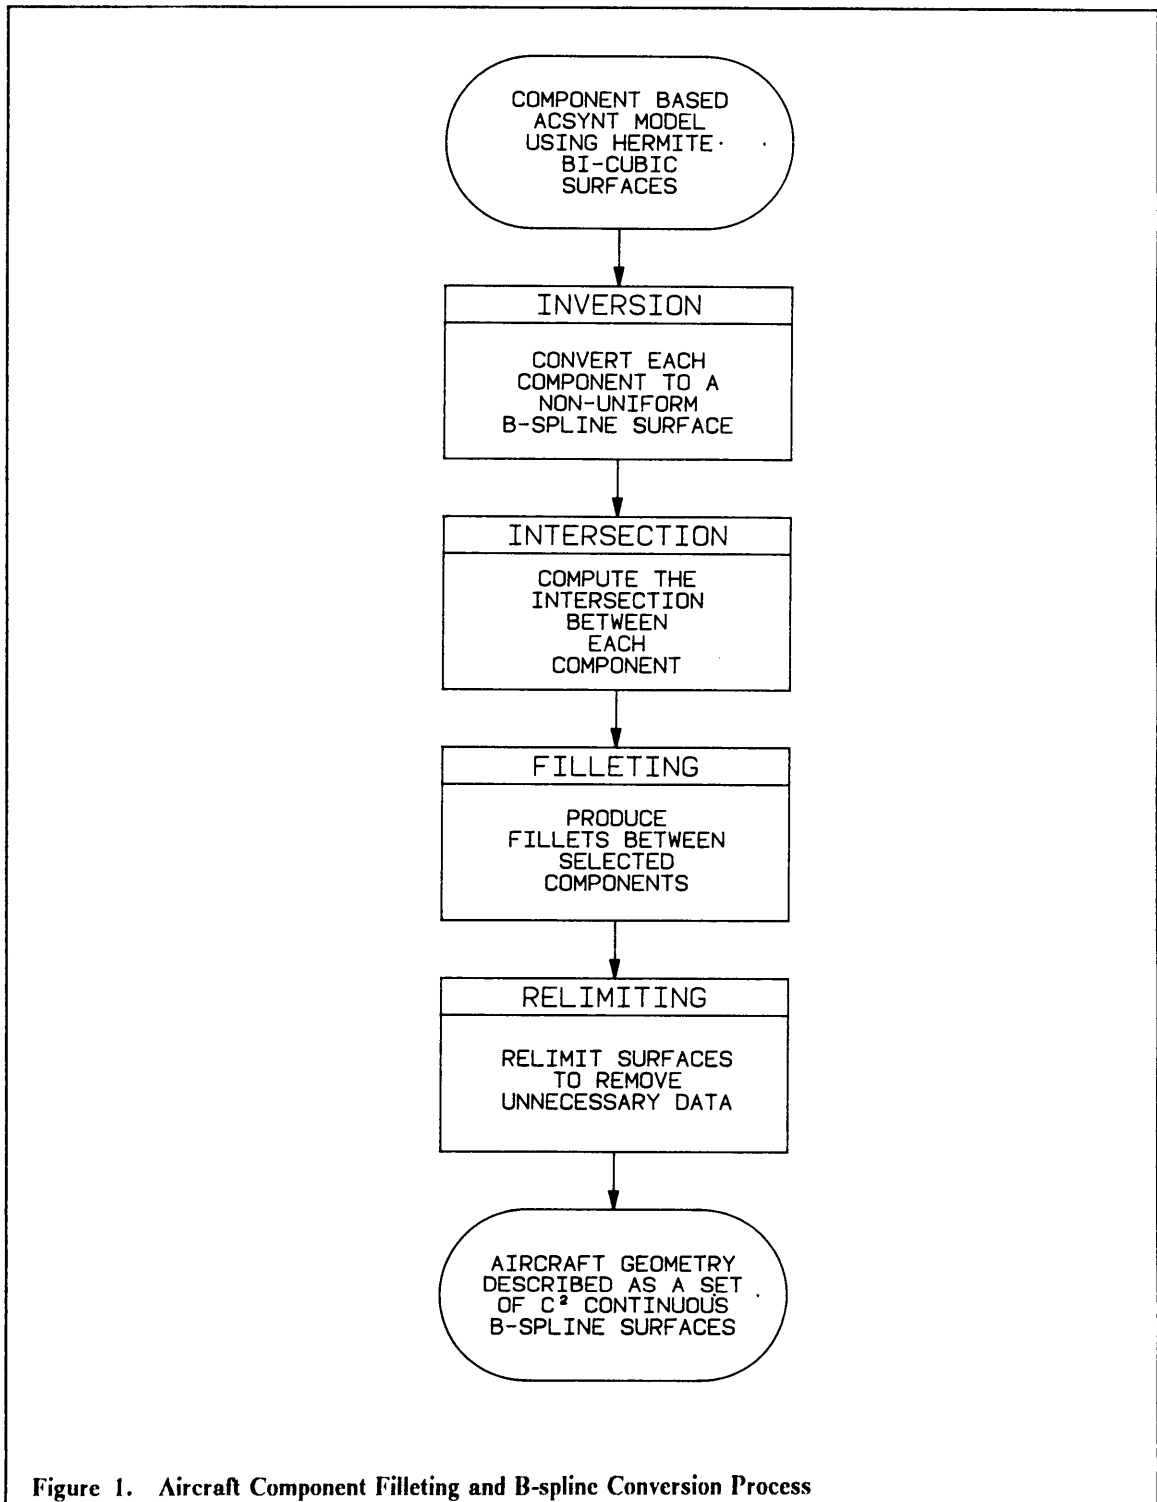 COMPONENT BASED
ACSYNT MODEL
USING HERMITE
BI-CUBIC
SURFACES
INVERSION
CONVERT EACH
COMPONENT TO A
NON-UNIFORM
B-SPLINE SURFACE
INTERSECTION
COMPUTE THE
INTERSECTION
BETWEEN
EACH
COMPONENT
FILLETING
PRODUCE
FILLETS BETWEEN
SELECTED
COMPONENTS
RELIMITING
RELIMIT SURFACES
TO REMOVE
UNNECESSARY DATA
AIRCRAFT GEOMETRY
DESCRIBED AS A SET
OF C² CONTINUOUS
B-SPLINE SURFACES
Figure 1. Aircraft Component Filleting and B-spline Conversion Process